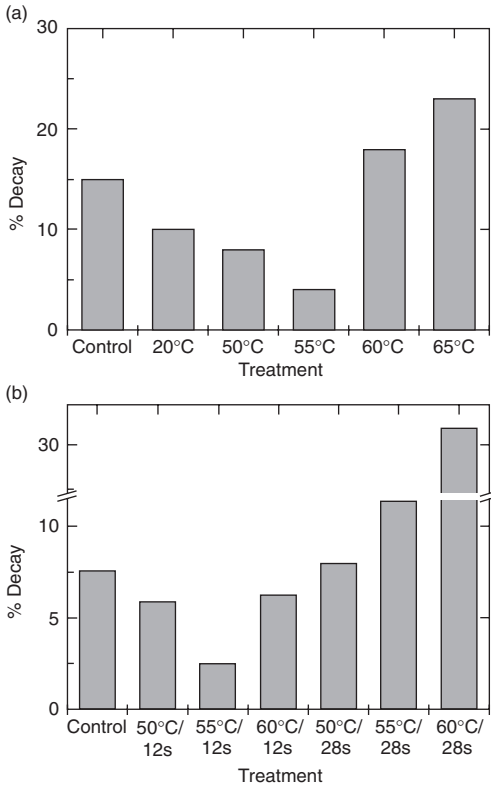 (a)
30
20
10
0
% Decay
Control 20°C 50°C 55°C 60°C 65°C
Treatment
(b)
30
10
5
0
% Decay
Control 50°C/ 55°C/ 60°C/ 50°C/ 55°C/ 60°C/
12s 12s 12s 28s 28s 28s
Treatment